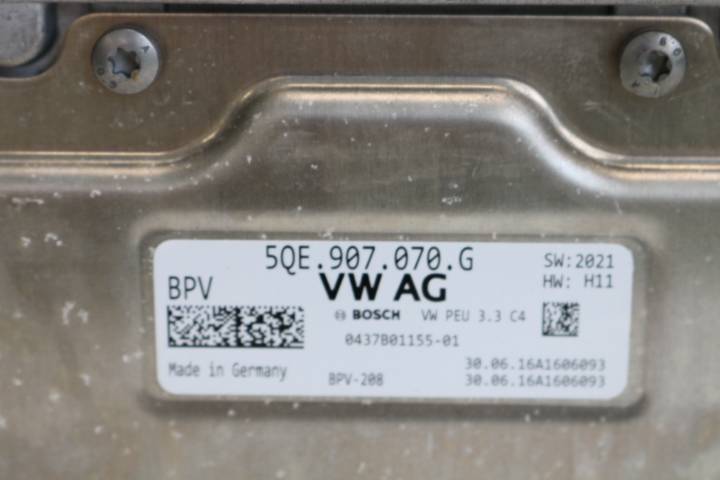 5QE.907.070.G
SW:2021
BPV
VW AG
HW: H11
BOSCH VW PEU 3.3 C4
0437B01155-01
Made in Germany
BPV-208
30.06.16A1606093
30.06.16A1606093